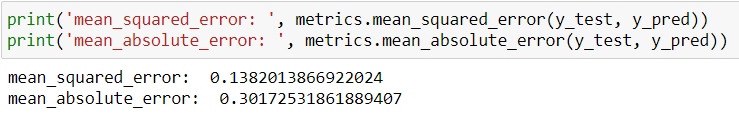 print('mean_squared_error: ', metrics.mean_squared_error(y_test, y_pred))
print('mean_absolute_error: ', metrics.mean_absolute_error(y_test, y_pred))
mean_squared_error:  0.1382013866922024
mean_absolute_error:  0.30172531861889407